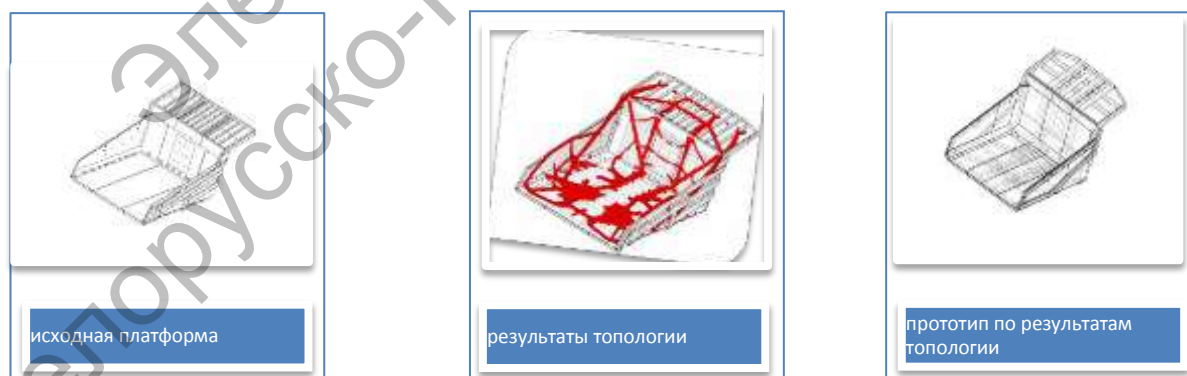 исходная платформа
результаты топологии
прототип по результатам
топологии